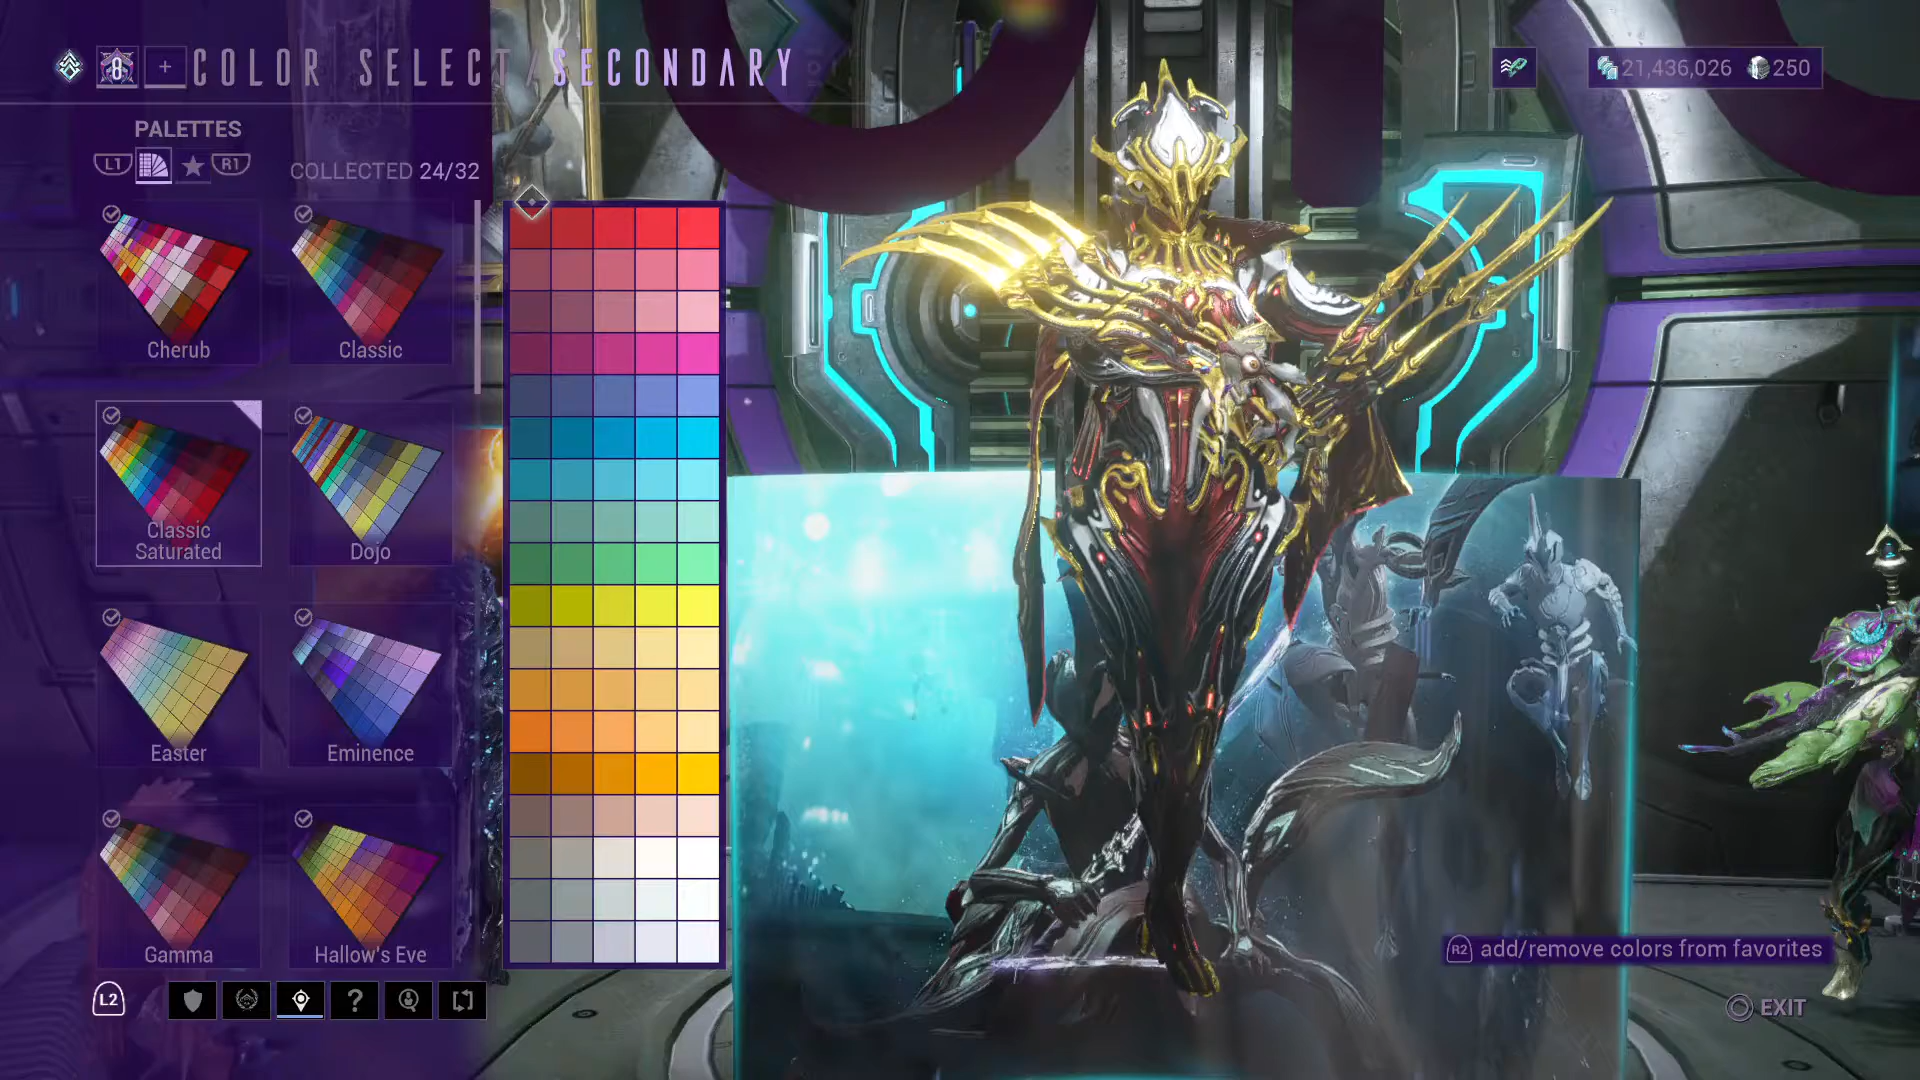 8 + COLOR SELECT/SECONDARY
21,436,026 250
PALETTES
L1 R1
COLLECTED 24/32
Cherub
Classic
Classic
Saturated
Dojo
Easter
Eminence
Gamma
Hallow's Eve
R2 add/remove colors from favorites
L2 ?
EXIT